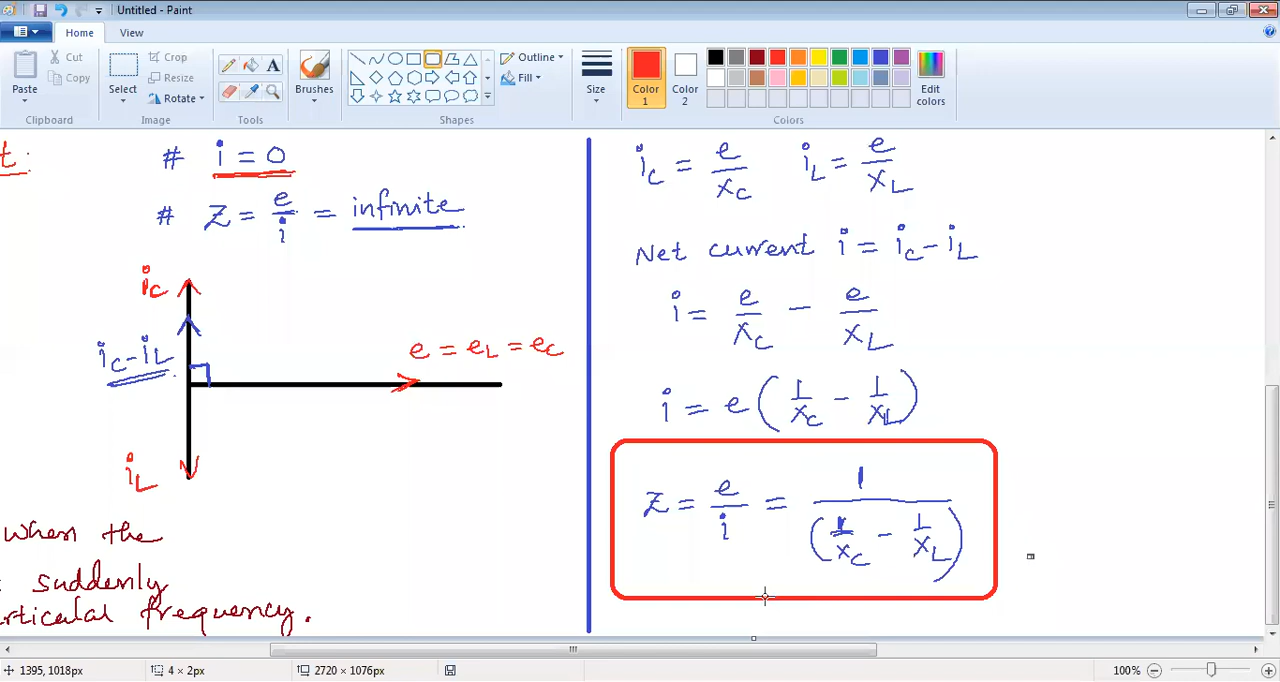 Untitled - Paint
Home View
Paste
Cut
Copy
Clipboard
Select
Crop
Resize
Rotate
Image
A
Tools
Brushes
Shapes
Outline
Fill
Size
Color 1
Color 2
Edit colors
Colors
t:
# i = 0
# Z = e/i = infinite
iC
iC - iL
e = eL = eC
iL
When the
: suddenly
articular frequency.
iC = e/XC iL = e/XL
Net current i = iC - iL
i = e/XC - e/XL
i = e (1/XC - 1/XL)
Z = e/i = 1/(1/XC - 1/XL)
1395, 1018px
4 × 2px
2720 × 1076px
100%